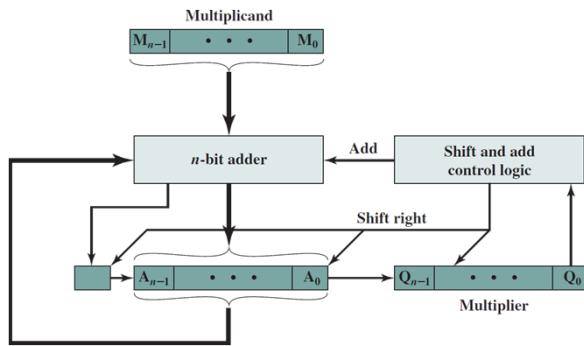 Multiplicand
Mn−1 • • • M0
n-bit adder
Add
Shift and add
control logic
Shift right
An−1 • • • A0
Qn−1 • • • Q0
Multiplier